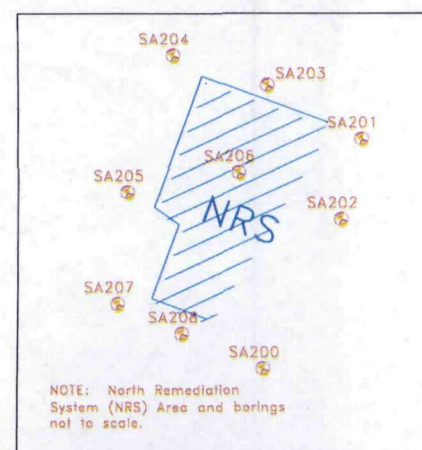 SA204
SA203
SA201
SA206
SA205
SA202
NRS
SA207
SA208
SA200
NOTE: North Remediation
System (NRS) Area and borings
not to scale.